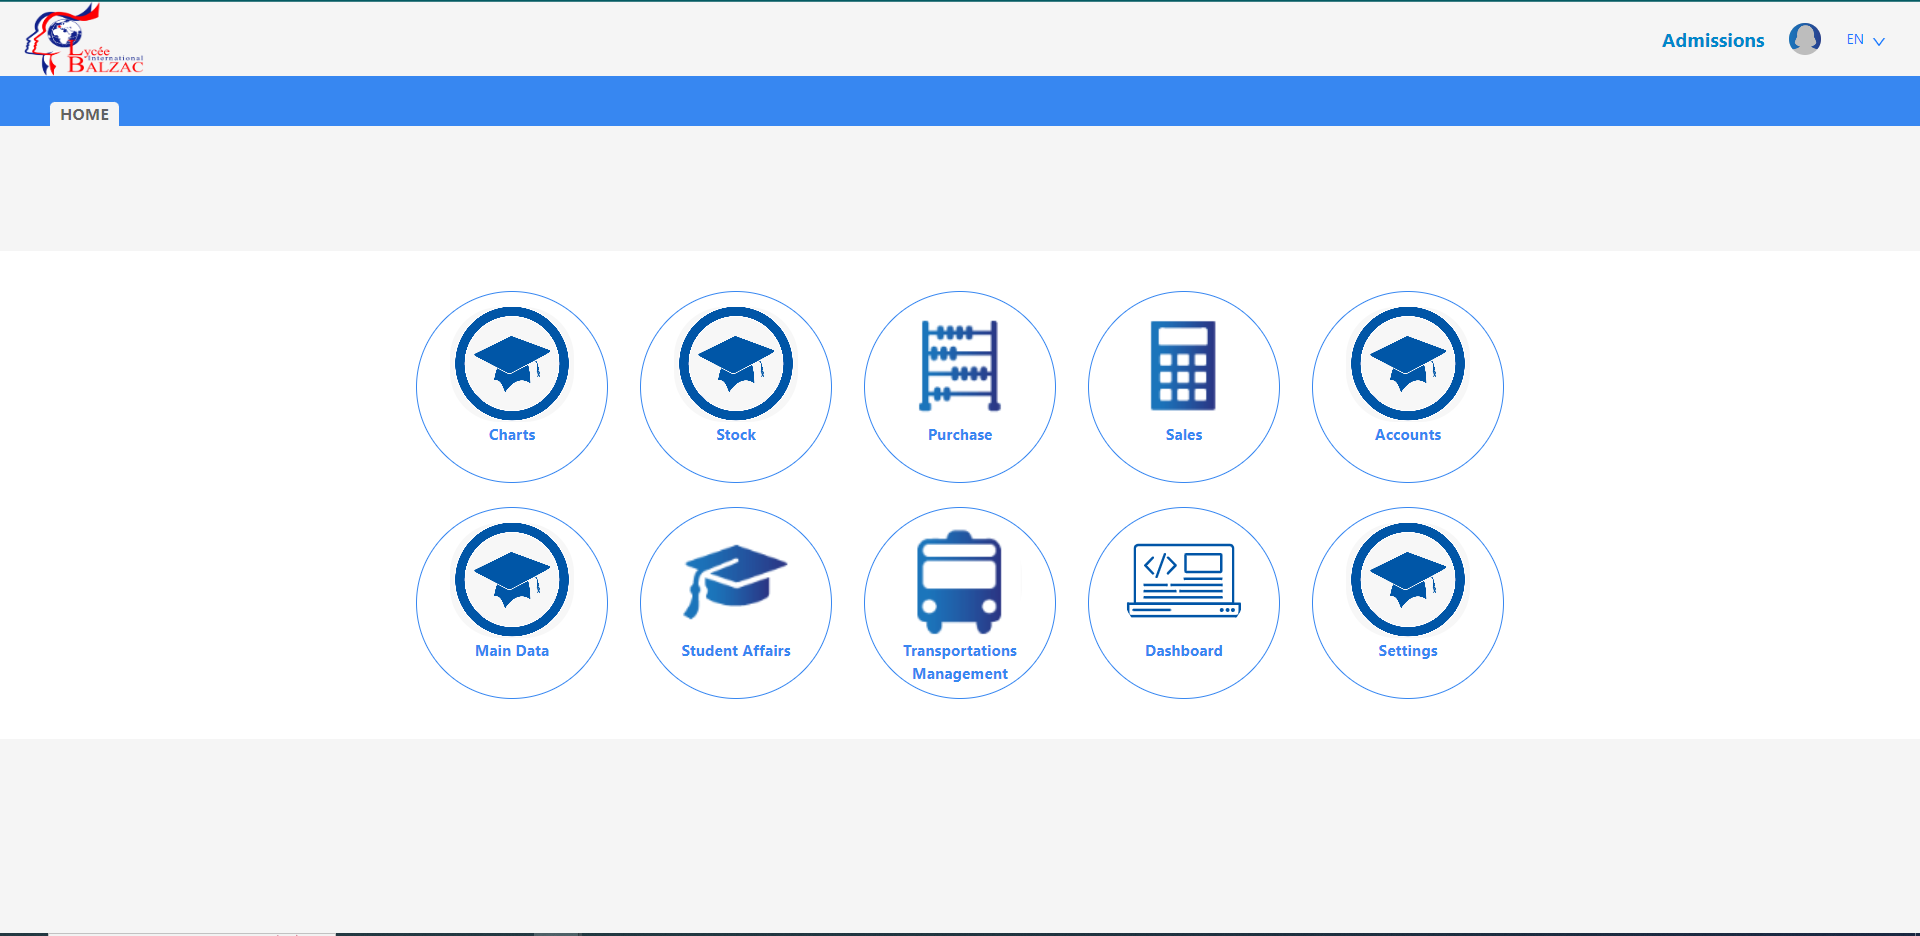 Lycée
International
BALZAC
Admissions
EN
HOME
Charts
Stock
Purchase
Sales
Accounts
Main Data
Student Affairs
Transportations
Management
Dashboard
Settings